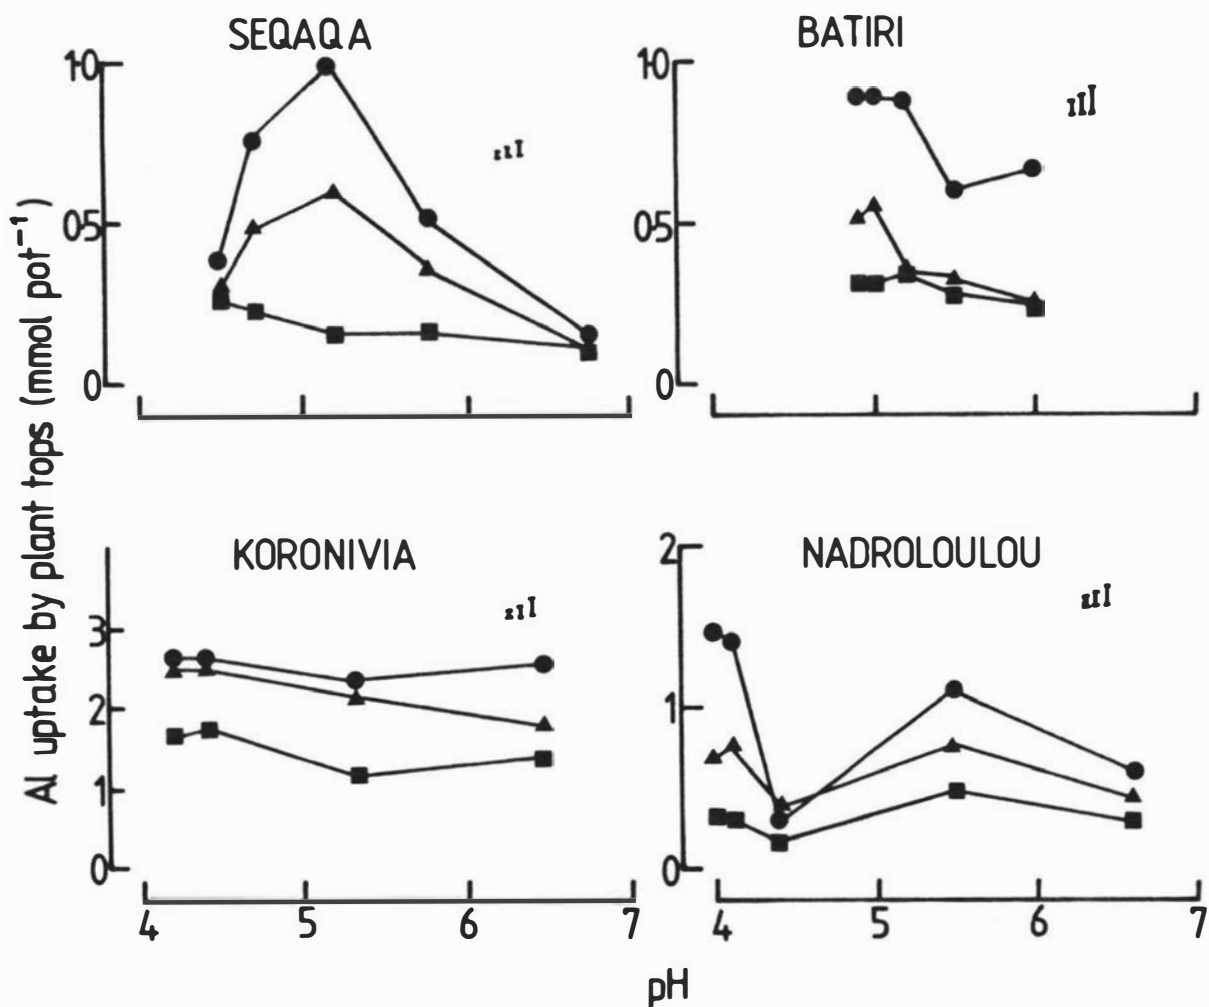 SEQAQA
BATIRI
1·0
0·5
0
1·0
0·5
0
Al uptake by plant tops (mmol pot⁻¹)
KORONIVIA
NADROLOULOU
3
2
1
0
2
1
0
4 5 6 7
4 5 6 7
pH